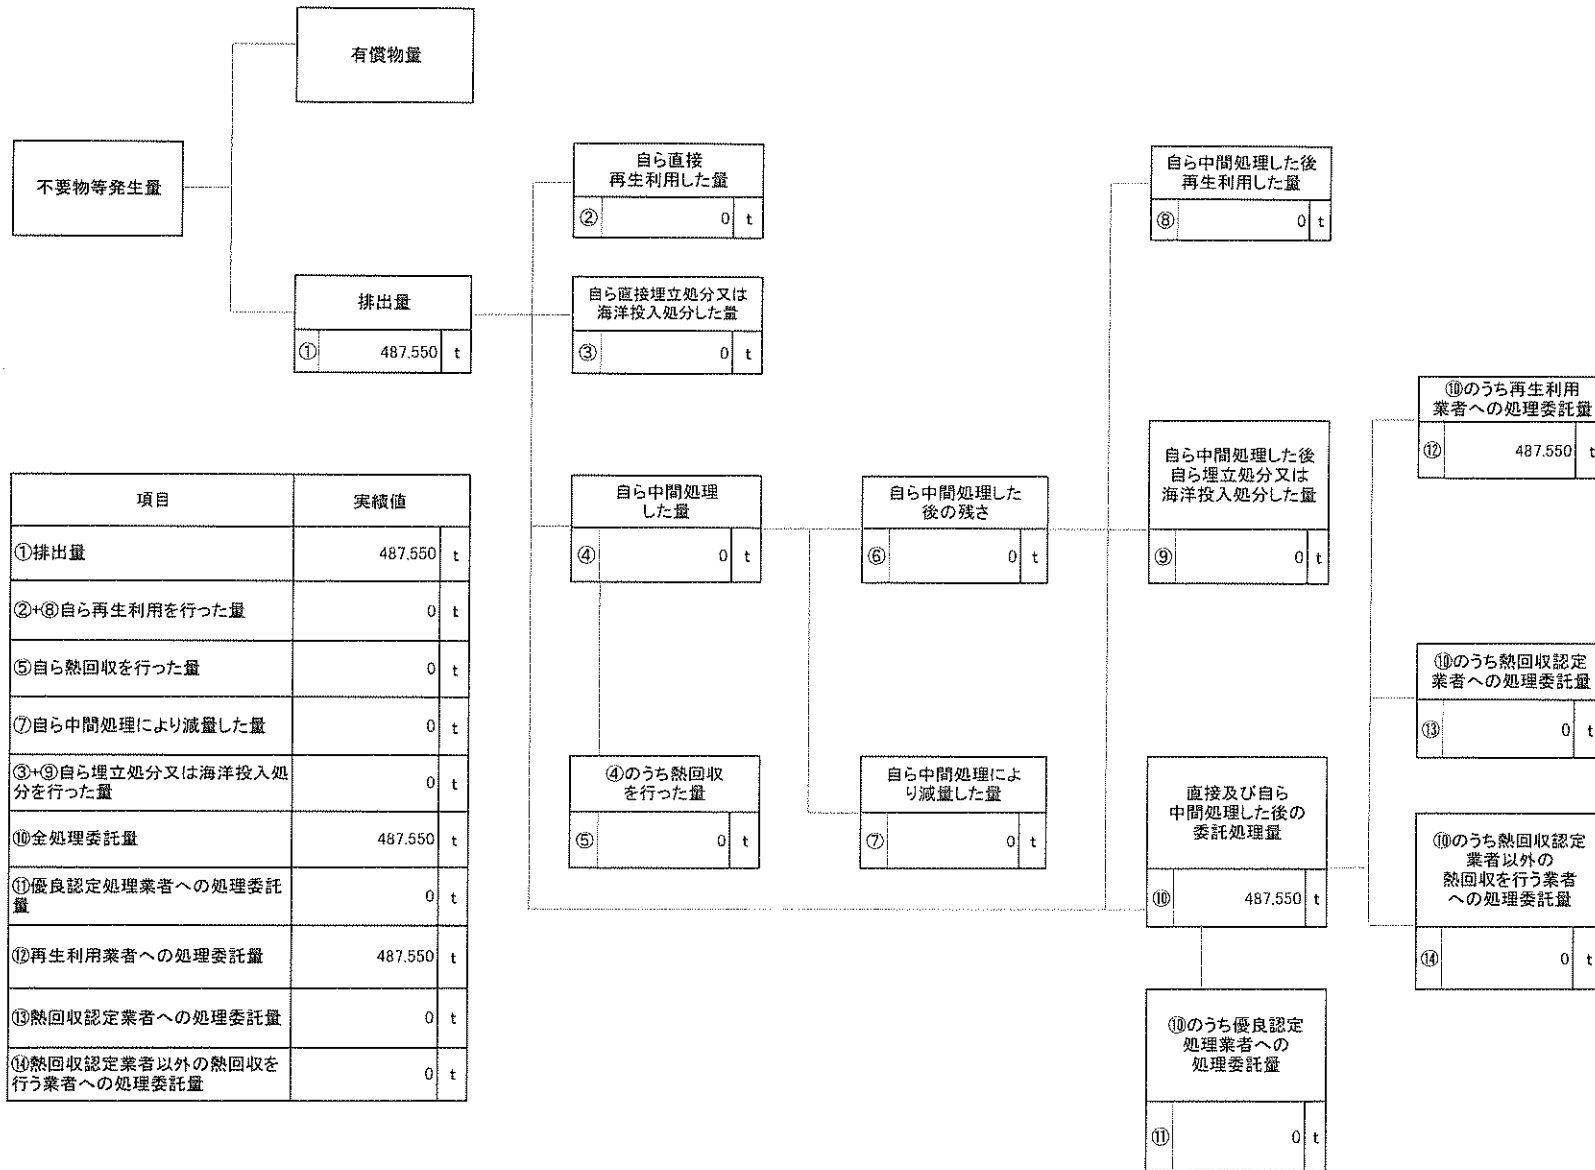 有償物量
不要物等発生量
排出量
① 487.550 t
自ら直接
再生利用した量
② 0 t
自ら直接埋立処分又は
海洋投入処分した量
③ 0 t
自ら中間処理
した量
④ 0 t
④のうち熱回収
を行った量
⑤ 0 t
自ら中間処理した
後の残さ
⑥ 0 t
自ら中間処理によ
り減量した量
⑦ 0 t
自ら中間処理した後
再生利用した量
⑧ 0 t
自ら中間処理した後
自ら埋立処分又は
海洋投入処分した量
⑨ 0 t
直接及び自ら
中間処理した後の
委託処理量
⑩ 487.550 t
⑩のうち優良認定
処理業者への
処理委託量
⑪ 0 t
⑩のうち再生利用
業者への処理委託量
⑫ 487.550 t
⑩のうち熱回収認定
業者への処理委託量
⑬ 0 t
⑩のうち熱回収認定
業者以外の
熱回収を行う業者
への処理委託量
⑭ 0 t
項目 実績値
①排出量 487.550 t
②+⑧自ら再生利用を行った量 0 t
⑤自ら熱回収を行った量 0 t
⑦自ら中間処理により減量した量 0 t
③+⑨自ら埋立処分又は海洋投入処
分を行った量 0 t
⑩全処理委託量 487.550 t
⑪優良認定処理業者への処理委託
量 0 t
⑫再生利用業者への処理委託量 487.550 t
⑬熱回収認定業者への処理委託量 0 t
⑭熱回収認定業者以外の熱回収を
行う業者への処理委託量 0 t